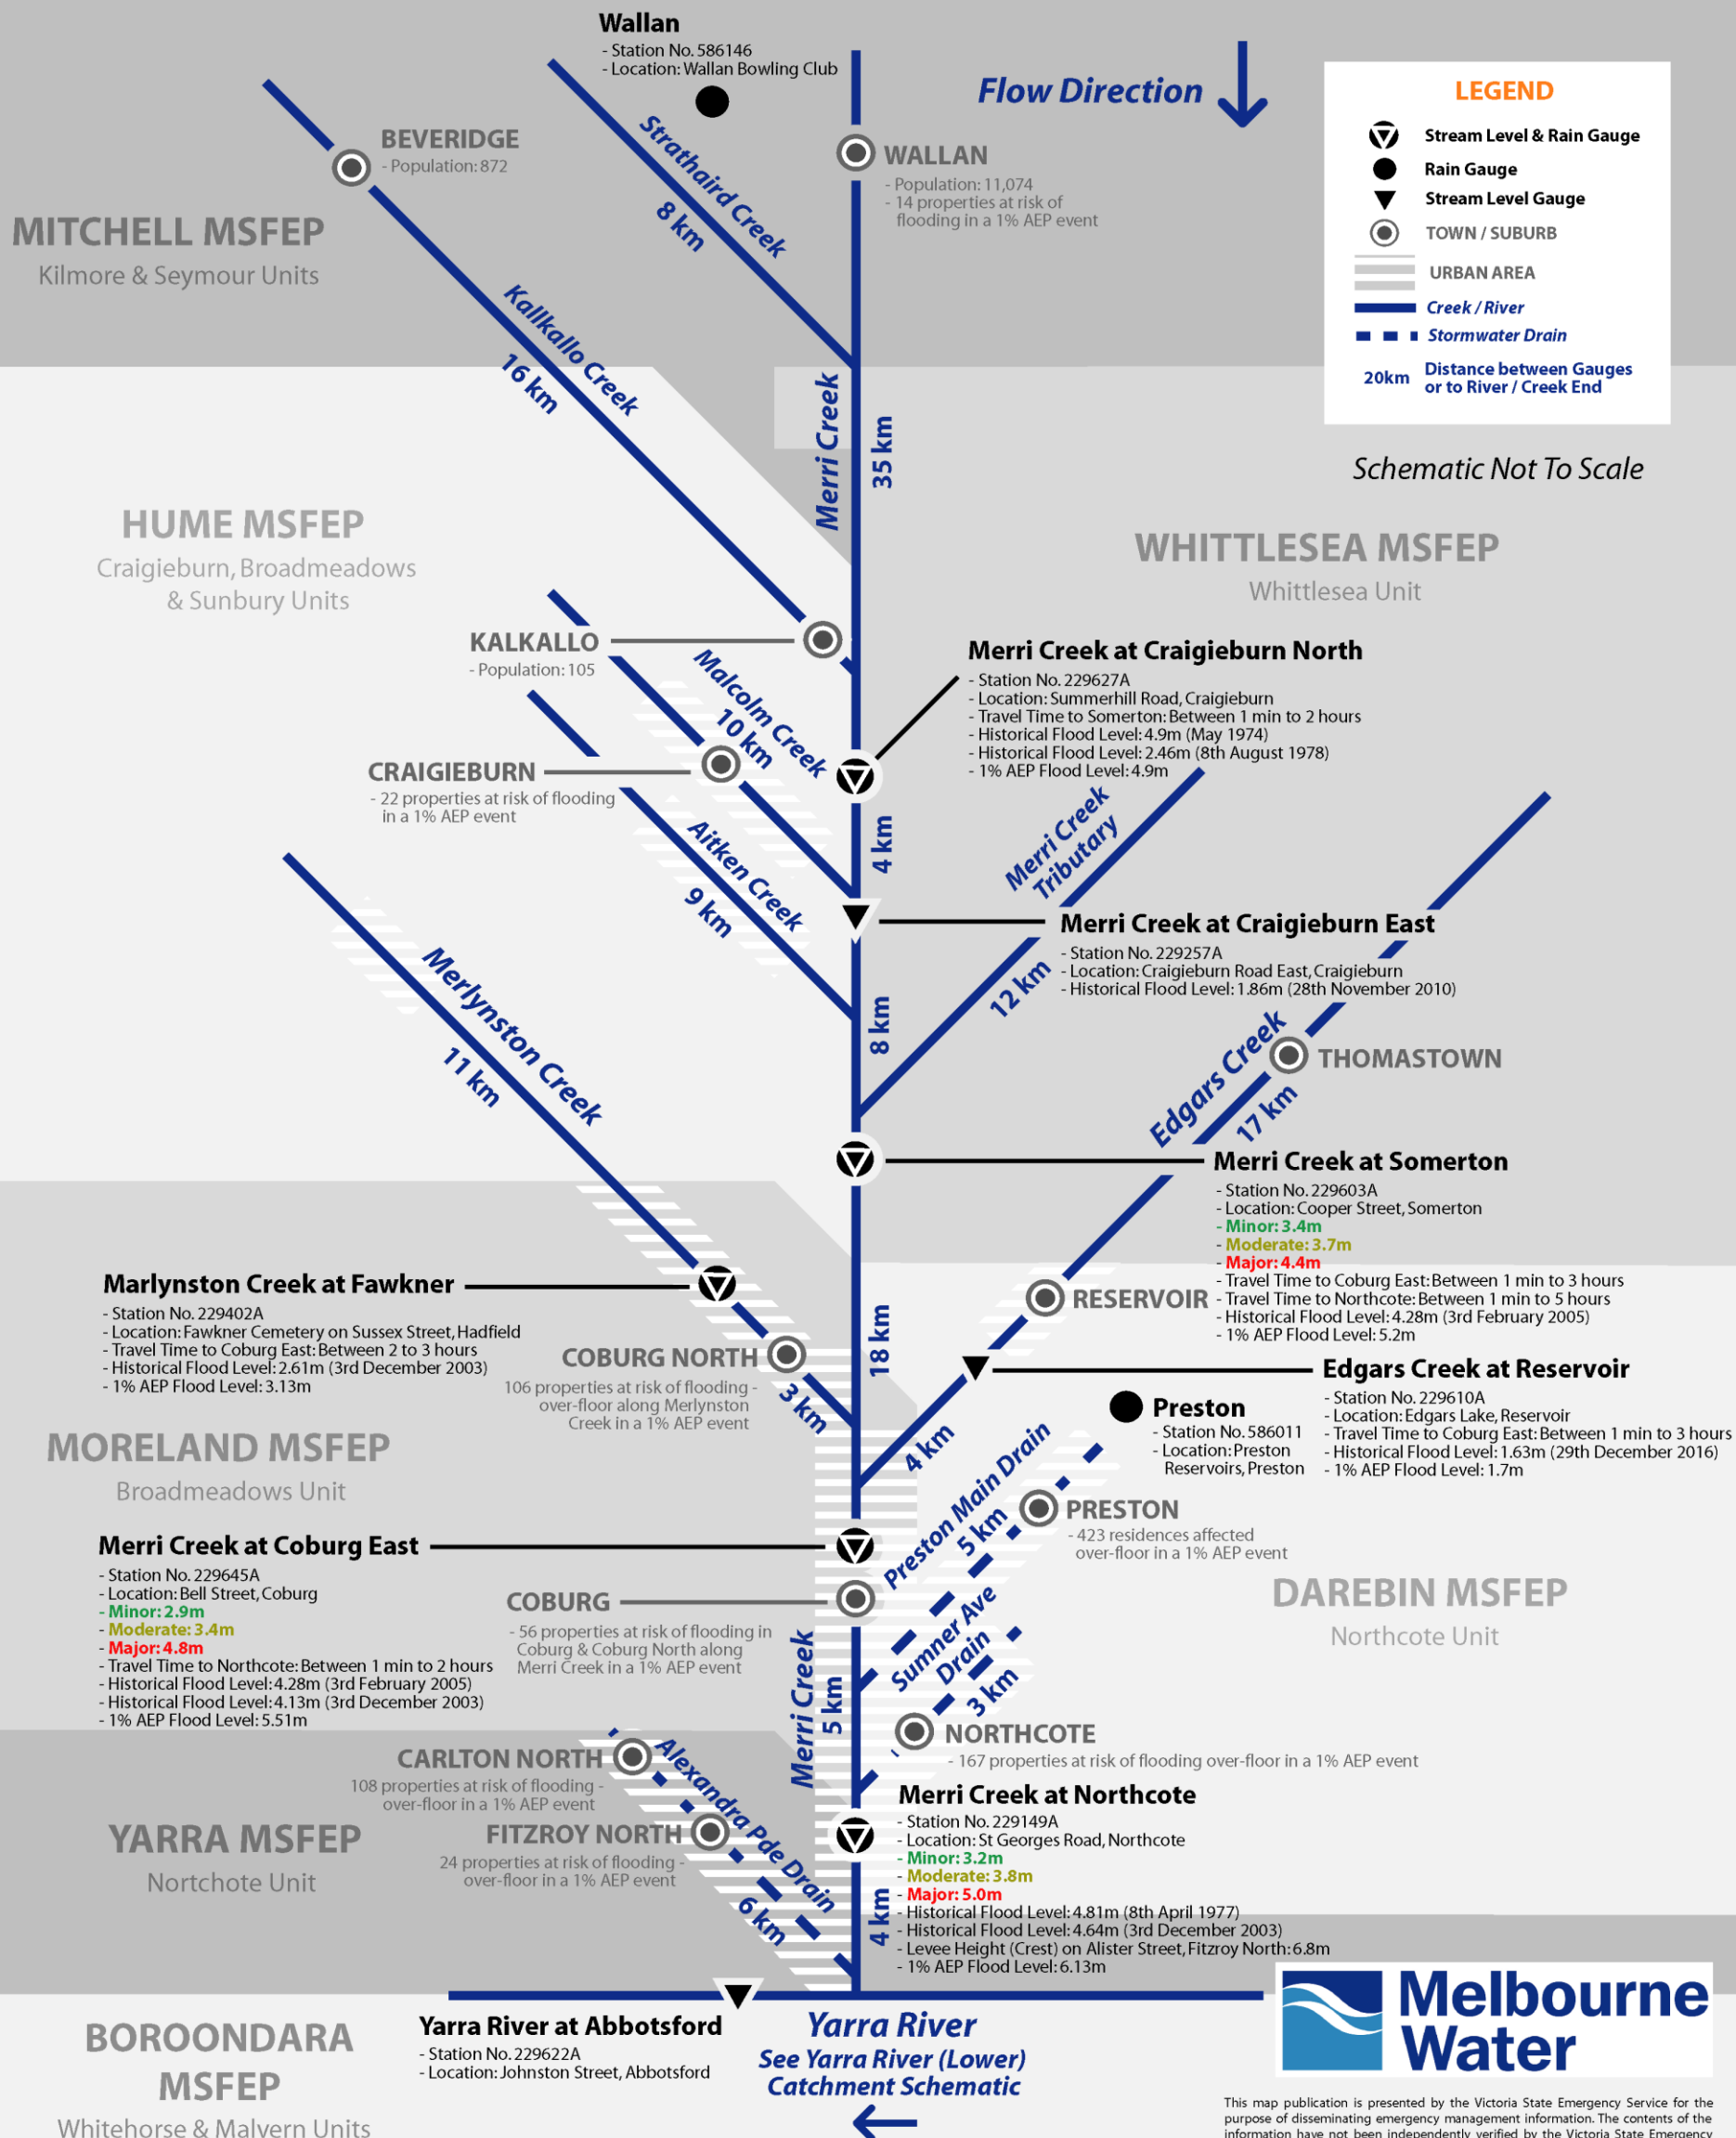 Wallan
- Station No. 586146
- Location: Wallan Bowling Club
Flow Direction
LEGEND
Stream Level & Rain Gauge
Rain Gauge
Stream Level Gauge
TOWN / SUBURB
URBAN AREA
Creek / River
Stormwater Drain
20km
Distance between Gauges
or to River / Creek End
Schematic Not To Scale
BEVERIDGE
- Population: 872
Strathaird Creek
8 km
WALLAN
- Population: 11,074
- 14 properties at risk of
flooding in a 1% AEP event
MITCHELL MSFEP
Kilmore & Seymour Units
Kallkallo Creek
16 km
Merri Creek
35 km
HUME MSFEP
Craigieburn, Broadmeadows
& Sunbury Units
WHITTLESEA MSFEP
Whittlesea Unit
KALKALLO
- Population: 105
Malcolm Creek
10 km
Merri Creek at Craigieburn North
- Station No. 229627A
- Location: Summerhill Road, Craigieburn
- Travel Time to Somerton: Between 1 min to 2 hours
- Historical Flood Level: 4.9m (May 1974)
- Historical Flood Level: 2.46m (8th August 1978)
- 1% AEP Flood Level: 4.9m
CRAIGIEBURN
- 22 properties at risk of flooding
in a 1% AEP event
Aitken Creek
9 km
4 km
Merri Creek
Tributary
12 km
Merri Creek at Craigieburn East
- Station No. 229257A
- Location: Craigieburn Road East, Craigieburn
- Historical Flood Level: 1.86m (28th November 2010)
Merlynston Creek
11 km
8 km
Edgars Creek
17 km
THOMASTOWN
Merri Creek at Somerton
- Station No. 229603A
- Location: Cooper Street, Somerton
- Minor: 3.4m
- Moderate: 3.7m
- Major: 4.4m
- Travel Time to Coburg East: Between 1 min to 3 hours
- Travel Time to Northcote: Between 1 min to 5 hours
- Historical Flood Level: 4.28m (3rd February 2005)
- 1% AEP Flood Level: 5.2m
Marlynston Creek at Fawkner
- Station No. 229402A
- Location: Fawkner Cemetery on Sussex Street, Hadfield
- Travel Time to Coburg East: Between 2 to 3 hours
- Historical Flood Level: 2.61m (3rd December 2003)
- 1% AEP Flood Level: 3.13m
RESERVOIR
18 km
COBURG NORTH
106 properties at risk of flooding -
over-floor along Merlynston
Creek in a 1% AEP event
3 km
4 km
Edgars Creek at Reservoir
- Station No. 229610A
- Location: Edgars Lake, Reservoir
- Travel Time to Coburg East: Between 1 min to 3 hours
- Historical Flood Level: 1.63m (29th December 2016)
- 1% AEP Flood Level: 1.7m
Preston
- Station No. 586011
- Location: Preston
Reservoirs, Preston
MORELAND MSFEP
Broadmeadows Unit
Preston Main Drain
5 km
PRESTON
- 423 residences affected
over-floor in a 1% AEP event
Merri Creek at Coburg East
- Station No. 229645A
- Location: Bell Street, Coburg
- Minor: 2.9m
- Moderate: 3.4m
- Major: 4.8m
- Travel Time to Northcote: Between 1 min to 2 hours
- Historical Flood Level: 4.28m (3rd February 2005)
- Historical Flood Level: 4.13m (3rd December 2003)
- 1% AEP Flood Level: 5.51m
COBURG
- 56 properties at risk of flooding in
Coburg & Coburg North along
Merri Creek in a 1% AEP event
DAREBIN MSFEP
Northcote Unit
Sumner Ave
Drain
3 km
Merri Creek
5 km
NORTHCOTE
- 167 properties at risk of flooding over-floor in a 1% AEP event
CARLTON NORTH
108 properties at risk of flooding -
over-floor in a 1% AEP event
Alexandra Pde Drain
6 km
FITZROY NORTH
24 properties at risk of flooding -
over-floor in a 1% AEP event
YARRA MSFEP
Nortchote Unit
Merri Creek at Northcote
- Station No. 229149A
- Location: St Georges Road, Northcote
- Minor: 3.2m
- Moderate: 3.8m
- Major: 5.0m
- Historical Flood Level: 4.81m (8th April 1977)
- Historical Flood Level: 4.64m (3rd December 2003)
- Levee Height (Crest) on Alister Street, Fitzroy North: 6.8m
- 1% AEP Flood Level: 6.13m
4 km
Melbourne
Water
BOROONDARA
MSFEP
Whitehorse & Malvern Units
Yarra River at Abbotsford
- Station No. 229622A
- Location: Johnston Street, Abbotsford
Yarra River
See Yarra River (Lower)
Catchment Schematic
This map publication is presented by the Victoria State Emergency Service for the
purpose of disseminating emergency management information. The contents of the
information have not been independently verified by the Victoria State Emergency